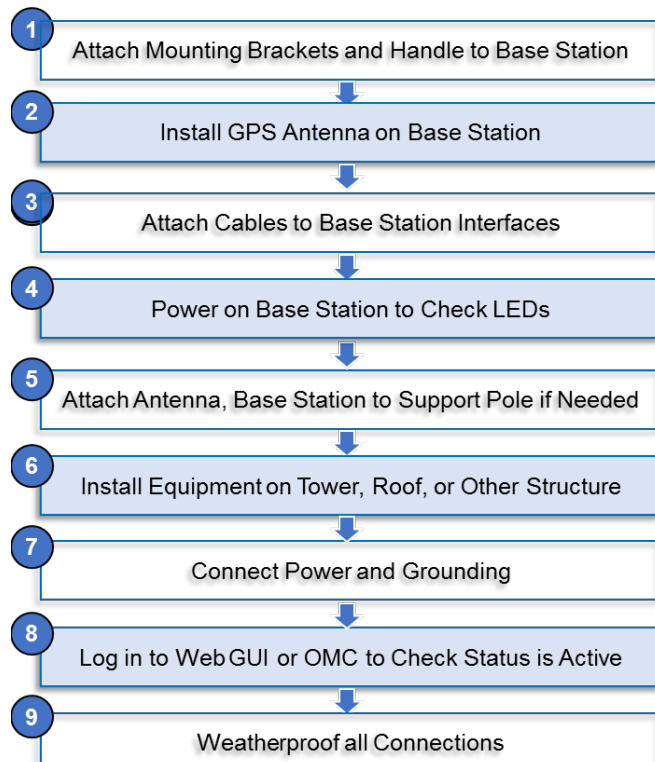 1
Attach Mounting Brackets and Handle to Base Station
2
Install GPS Antenna on Base Station
3
Attach Cables to Base Station Interfaces
4
Power on Base Station to Check LEDs
5
Attach Antenna, Base Station to Support Pole if Needed
6
Install Equipment on Tower, Roof, or Other Structure
7
Connect Power and Grounding
8
Log in to Web GUI or OMC to Check Status is Active
9
Weatherproof all Connections